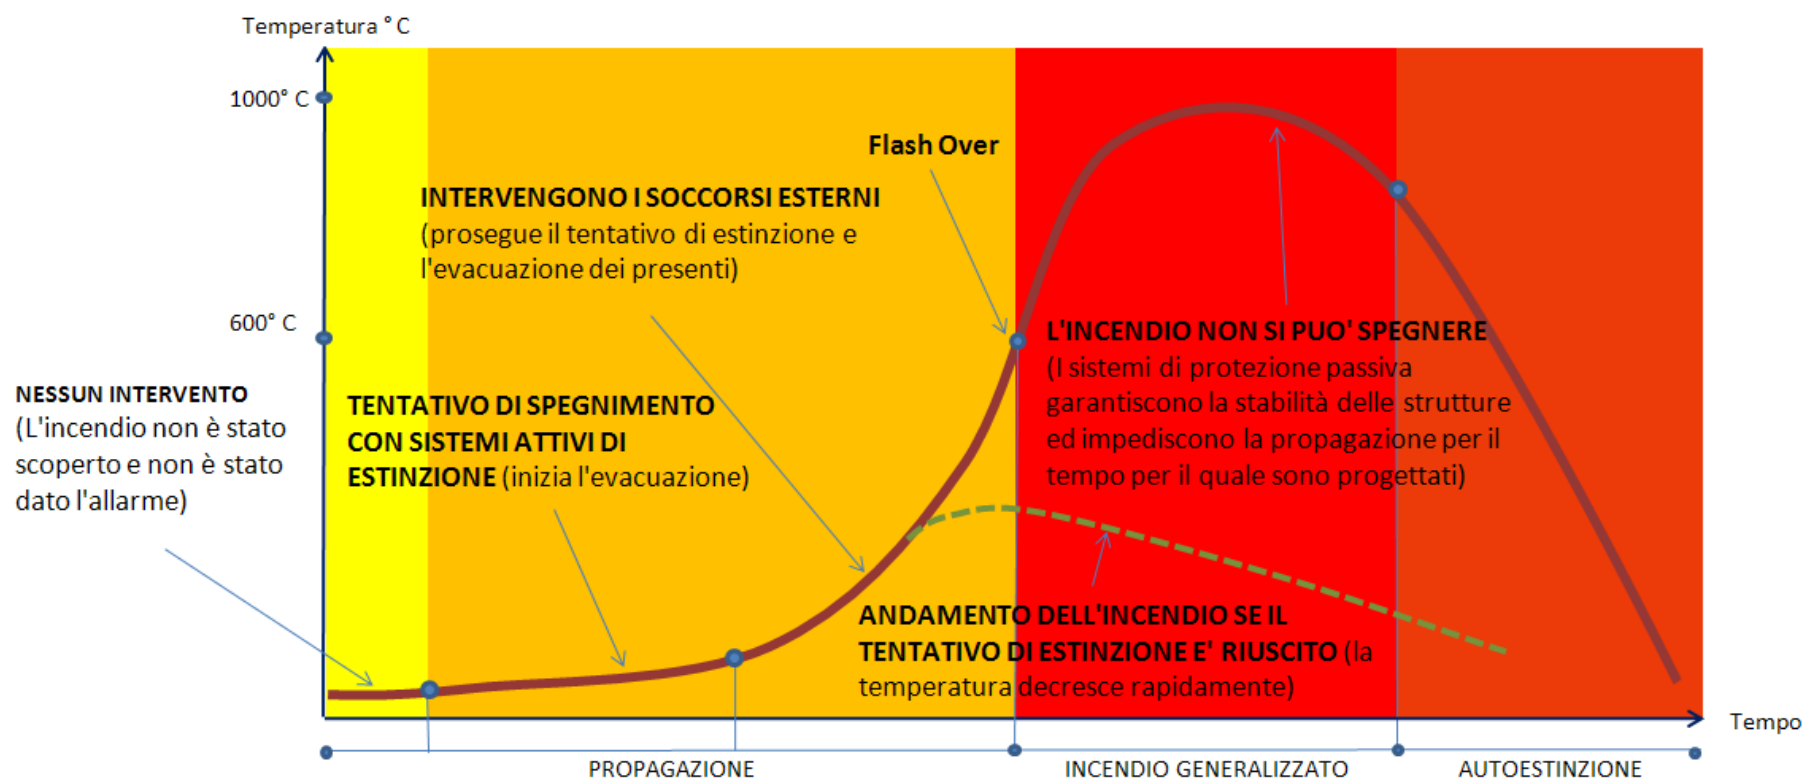 Temperatura ° C
1000° C
Flash Over
INTERVENGONO I SOCCORSI ESTERNI
(prosegue il tentativo di estinzione e
l'evacuazione dei presenti)
600° C
L'INCENDIO NON SI PUO' SPEGNERE
(I sistemi di protezione passiva
garantiscono la stabilità delle strutture
ed impediscono la propagazione per il
tempo per il quale sono progettati)
NESSUN INTERVENTO
(L'incendio non è stato
scoperto e non è stato
dato l'allarme)
TENTATIVO DI SPEGNIMENTO
CON SISTEMI ATTIVI DI
ESTINZIONE (inizia l'evacuazione)
ANDAMENTO DELL'INCENDIO SE IL
TENTATIVO DI ESTINZIONE E' RIUSCITO (la
temperatura decresce rapidamente)
Tempo
PROPAGAZIONE
INCENDIO GENERALIZZATO
AUTOESTINZIONE